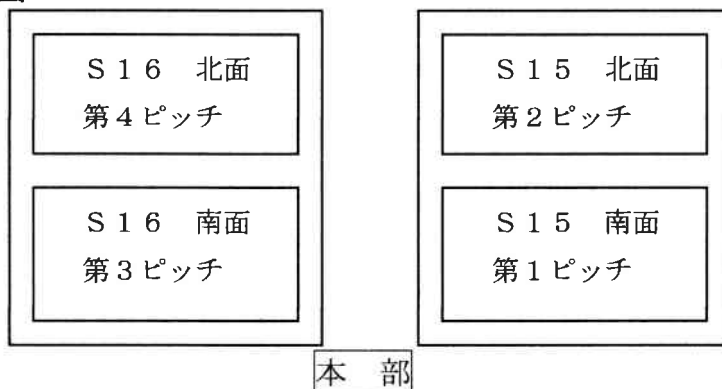 S16 北面
第4ピッチ
S15 北面
第2ピッチ
S16 南面
第3ピッチ
S15 南面
第1ピッチ
本 部